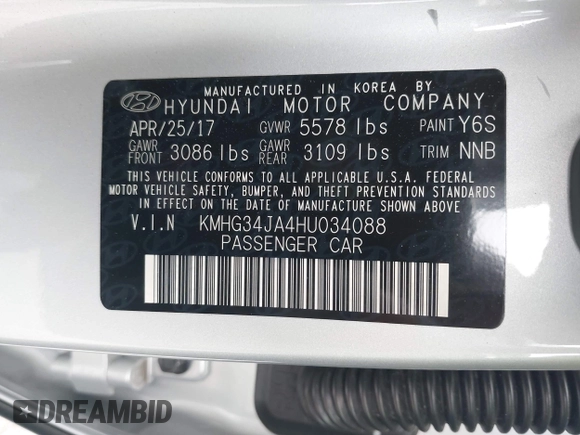 MANUFACTURED IN KOREA BY
HYUNDAI MOTOR COMPANY
APR/25/17 GVWR 5578 lbs PAINT Y6S
GAWR FRONT 3086 lbs GAWR REAR 3109 lbs TRIM NNB
THIS VEHICLE CONFORMS TO ALL APPLICABLE U.S.A. FEDERAL
MOTOR VEHICLE SAFETY, BUMPER, AND THEFT PREVENTION STANDARDS
IN EFFECT ON THE DATE OF MANUFACTURE SHOWN ABOVE.
V.I.N KMHG34JA4HU034088
PASSENGER CAR
DREAMBID